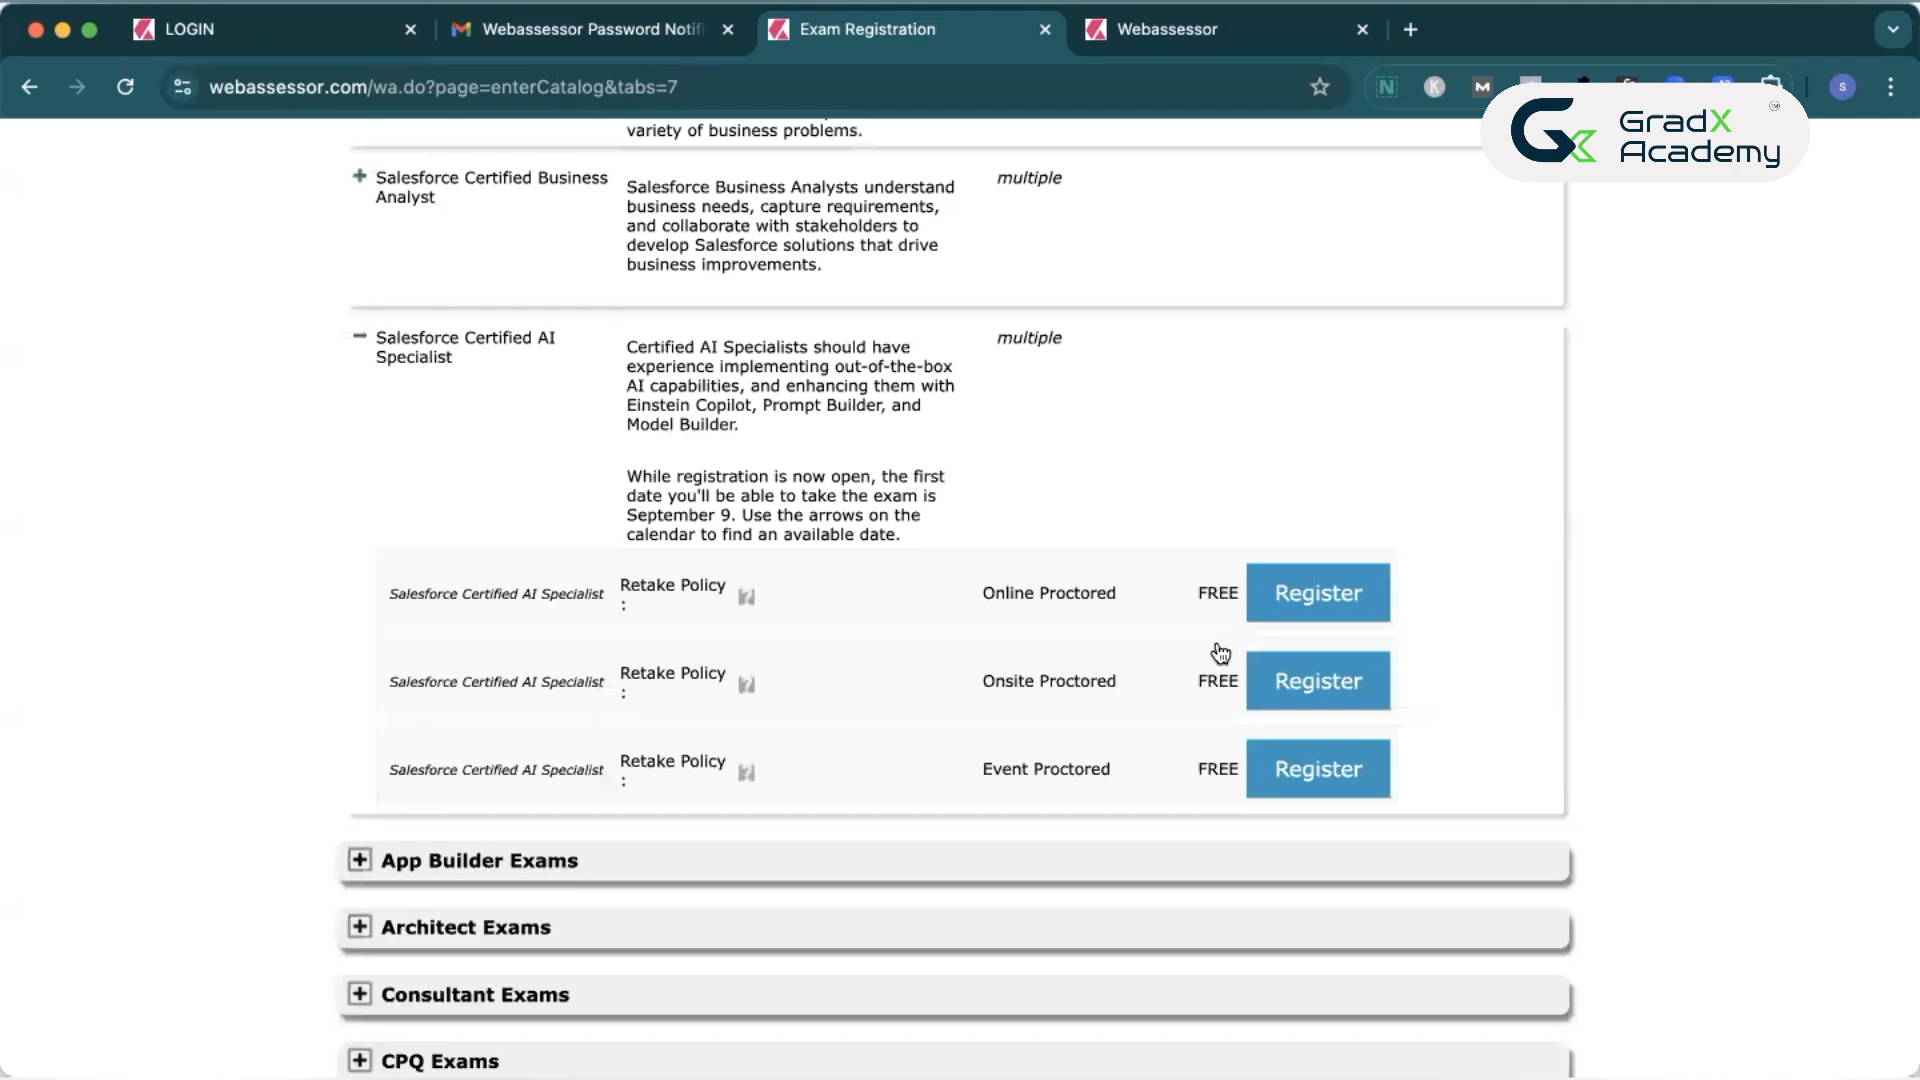 LOGIN
Webassessor Password Notif
Exam Registration
Webassessor
webassessor.com/wa.do?page=enterCatalog&tabs=7
GradX
Academy
variety of business problems.
Salesforce Certified Business
Analyst
Salesforce Business Analysts understand
business needs, capture requirements,
and collaborate with stakeholders to
develop Salesforce solutions that drive
business improvements.
multiple
Salesforce Certified AI
Specialist
Certified AI Specialists should have
experience implementing out-of-the-box
AI capabilities, and enhancing them with
Einstein Copilot, Prompt Builder, and
Model Builder.
While registration is now open, the first
date you'll be able to take the exam is
September 9. Use the arrows on the
calendar to find an available date.
multiple
Salesforce Certified AI Specialist
Retake Policy
:
Online Proctored
FREE
Register
Salesforce Certified AI Specialist
Retake Policy
:
Onsite Proctored
FREE
Register
Salesforce Certified AI Specialist
Retake Policy
:
Event Proctored
FREE
Register
App Builder Exams
Architect Exams
Consultant Exams
CPQ Exams